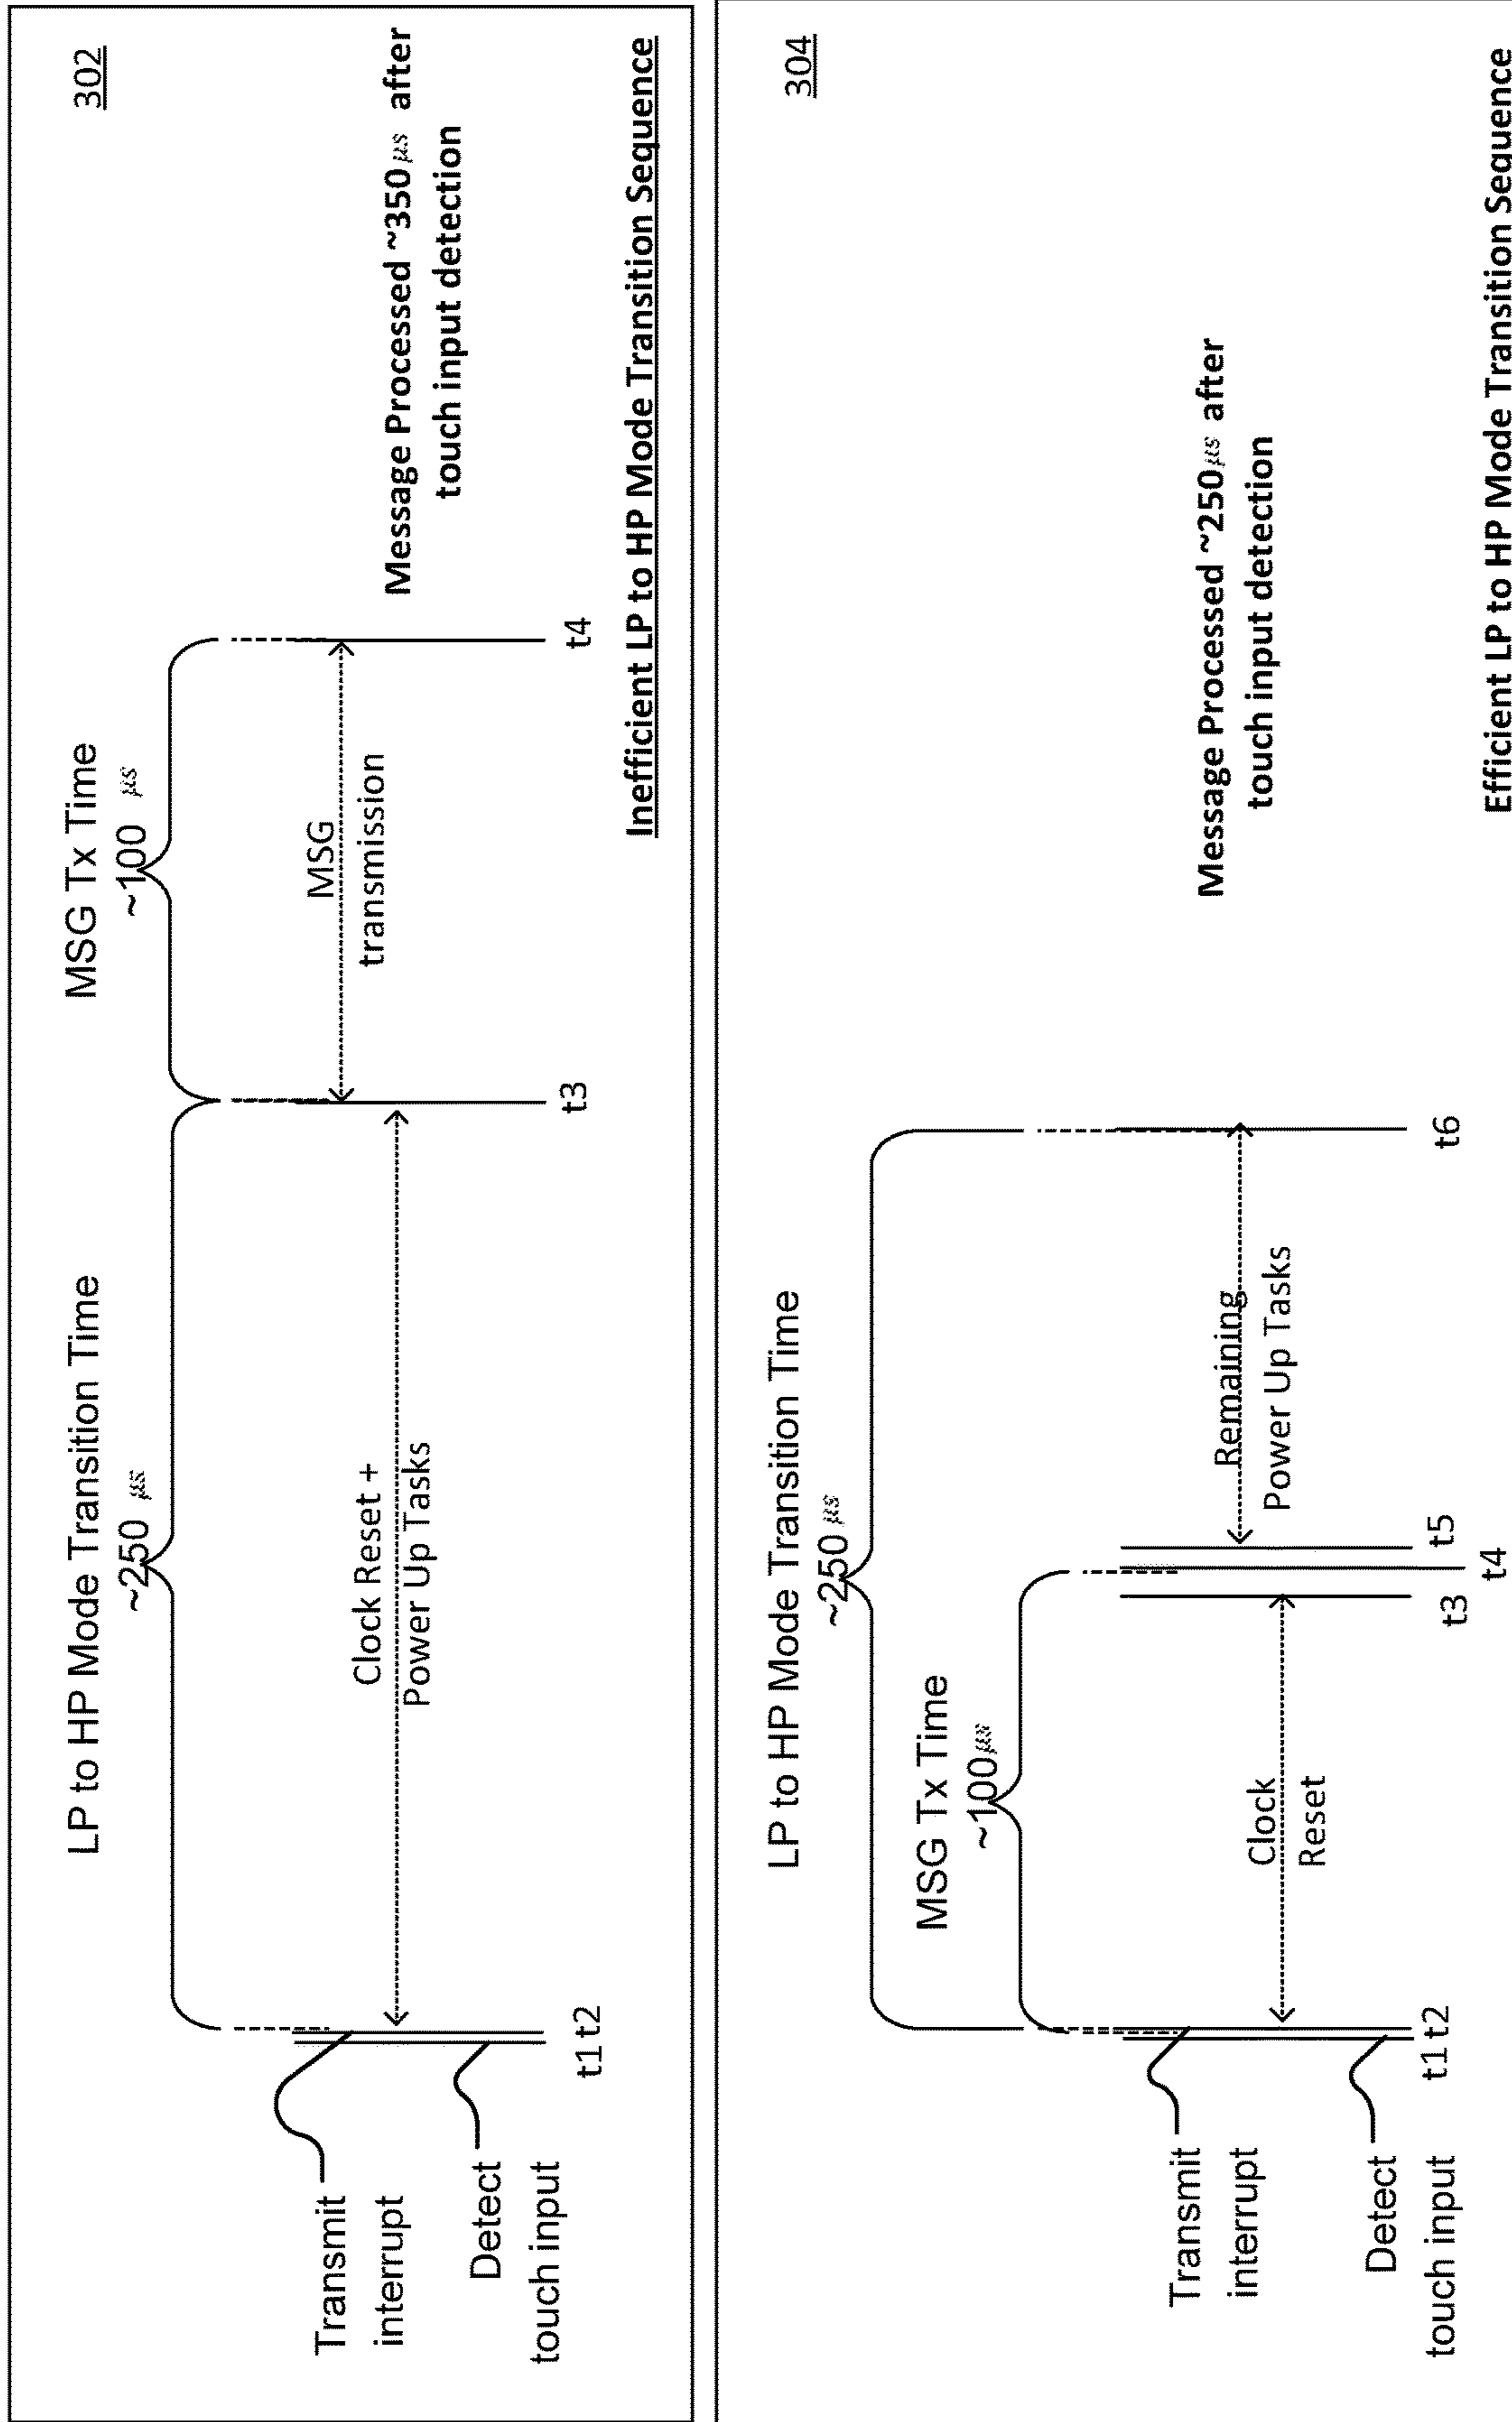 302
LP to HP Mode Transition Time
~250 μs
MSG Tx Time
~100 μs
Transmit
interrupt
Detect
touch input
Clock Reset +
Power Up Tasks
MSG
transmission
t1 t2
t3
t4
Message Processed ~350 μs after
touch input detection
Inefficient LP to HP Mode Transition Sequence
304
LP to HP Mode Transition Time
~250 μs
MSG Tx Time
~100 μs
Transmit
interrupt
Detect
touch input
Clock
Reset
Remaining
Power Up Tasks
t1 t2
t3
t4
t5
t6
Message Processed ~250 μs after
touch input detection
Efficient LP to HP Mode Transition Sequence